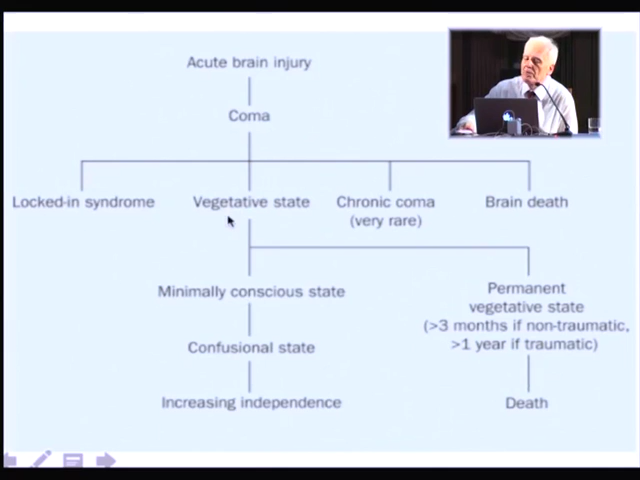 Acute brain injury
Coma
Locked-in syndrome
Vegetative state
Chronic coma
(very rare)
Brain death
Minimally conscious state
Permanent
vegetative state
(>3 months if non-traumatic,
>1 year if traumatic)
Confusional state
Increasing independence
Death